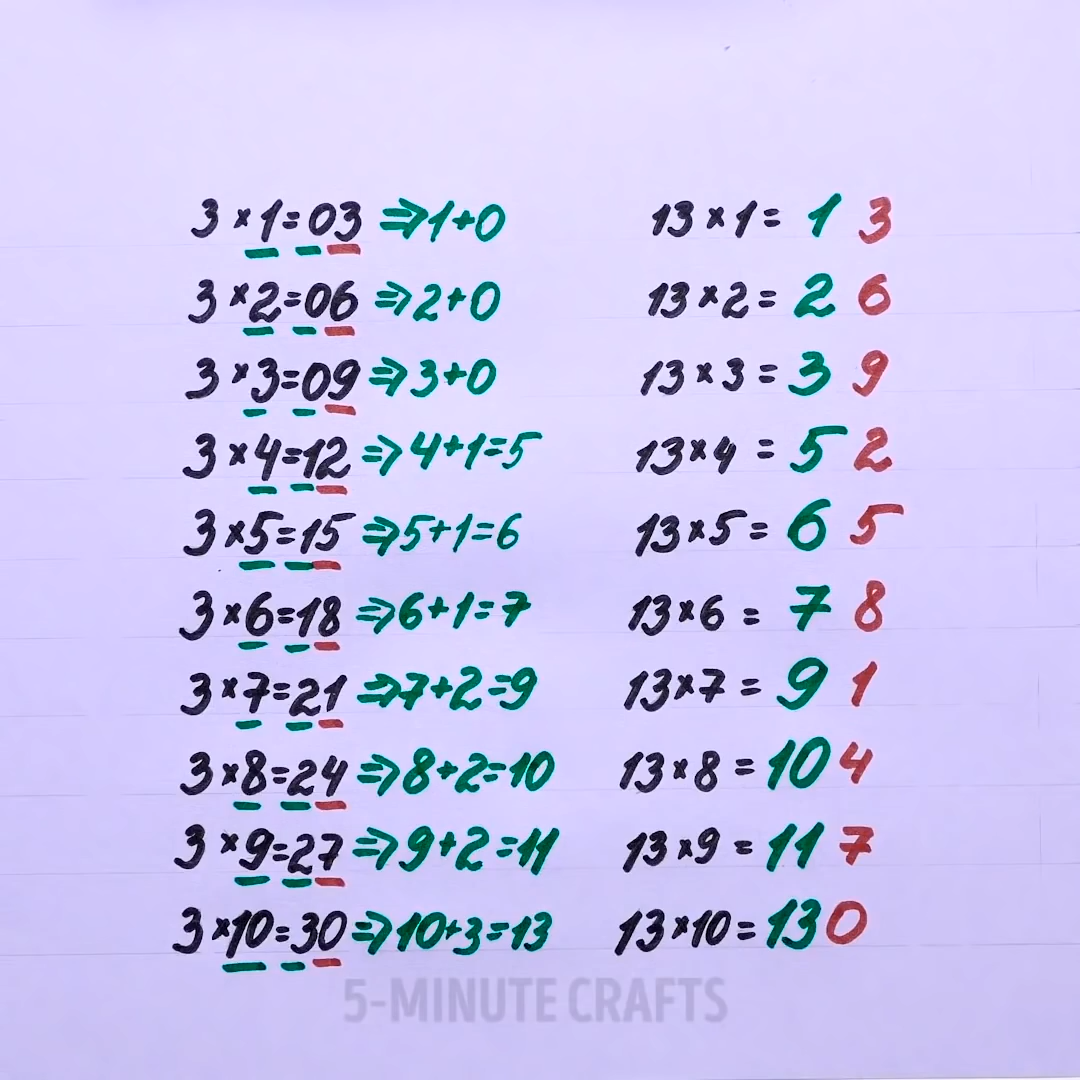 3 × 1 = 03 ⇒ 1+0 13 × 1 = 1 3
3 × 2 = 06 ⇒ 2+0 13 × 2 = 2 6
3 × 3 = 09 ⇒ 3+0 13 × 3 = 3 9
3 × 4 = 12 ⇒ 4+1=5 13 × 4 = 5 2
3 × 5 = 15 ⇒ 5+1=6 13 × 5 = 6 5
3 × 6 = 18 ⇒ 6+1=7 13 × 6 = 7 8
3 × 7 = 21 ⇒ 7+2=9 13 × 7 = 9 1
3 × 8 = 24 ⇒ 8+2=10 13 × 8 = 10 4
3 × 9 = 27 ⇒ 9+2=11 13 × 9 = 11 7
3 × 10 = 30 ⇒ 10+3=13 13 × 10 = 13 0
5-MINUTE CRAFTS